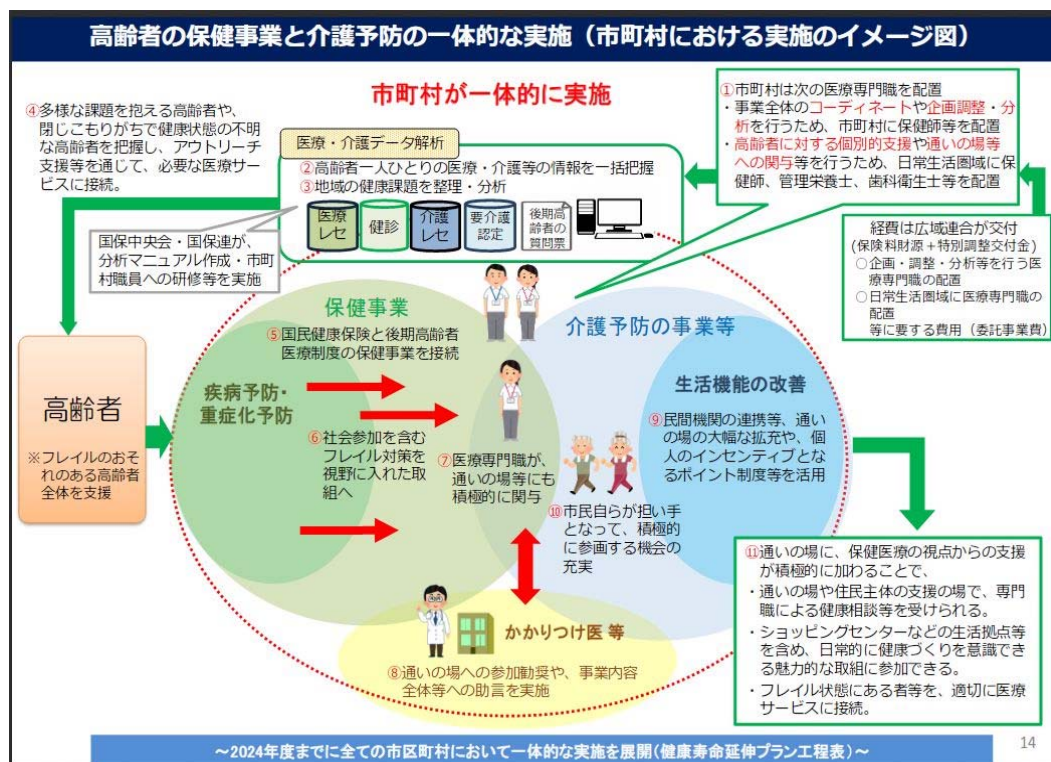 高齢者の保健事業と介護予防の一体的な実施（市町村における実施のイメージ図）
市町村が一体的に実施
④多様な課題を抱える高齢者や、
閉じこもりがちで健康状態の不明
な高齢者を把握し、アウトリーチ
支援等を通じて、必要な医療サー
ビスに接続。
医療・介護データ解析
②高齢者一人ひとりの医療・介護等の情報を一括把握
③地域の健康課題を整理・分析
医療
レセ
健診
介護
レセ
要介護
認定
後期高
齢者の
質問票
①市町村は次の医療専門職を配置
・事業全体のコーディネートや企画調整・分
析を行うため、市町村に保健師等を配置
・高齢者に対する個別的支援や通いの場等
への関与等を行うため、日常生活圏域に保
健師、管理栄養士、歯科衛生士等を配置
経費は広域連合が交付
(保険料財源＋特別調整交付金)
○企画・調整・分析等を行う医
療専門職の配置
○日常生活圏域に医療専門職の
配置
等に要する費用（委託事業費）
国保中央会・国保連が、
分析マニュアル作成・市町
村職員への研修等を実施
高齢者
※フレイルのおそ
れのある高齢者
全体を支援
保健事業
⑤国民健康保険と後期高齢者
医療制度の保健事業を接続
疾病予防・
重症化予防
⑥社会参加を含む
フレイル対策を
視野に入れた取
組へ
⑦医療専門職が、
通いの場等にも
積極的に関与
介護予防の事業等
生活機能の改善
⑨民間機関の連携等、通い
の場の大幅な拡充や、個
人のインセンティブとな
るポイント制度等を活用
⑩市民自らが担い手
となって、積極的
に参画する機会の
充実
かかりつけ医 等
⑧通いの場への参加勧奨や、事業内容
全体等への助言を実施
⑪通いの場に、保健医療の視点からの支援
が積極的に加わることで、
・通いの場や住民主体の支援の場で、専門
職による健康相談等を受けられる。
・ショッピングセンターなどの生活拠点等
を含め、日常的に健康づくりを意識でき
る魅力的な取組に参加できる。
・フレイル状態にある者等を、適切に医療
サービスに接続。
～2024年度までに全ての市区町村において一体的な実施を展開(健康寿命延伸プラン工程表)～
14